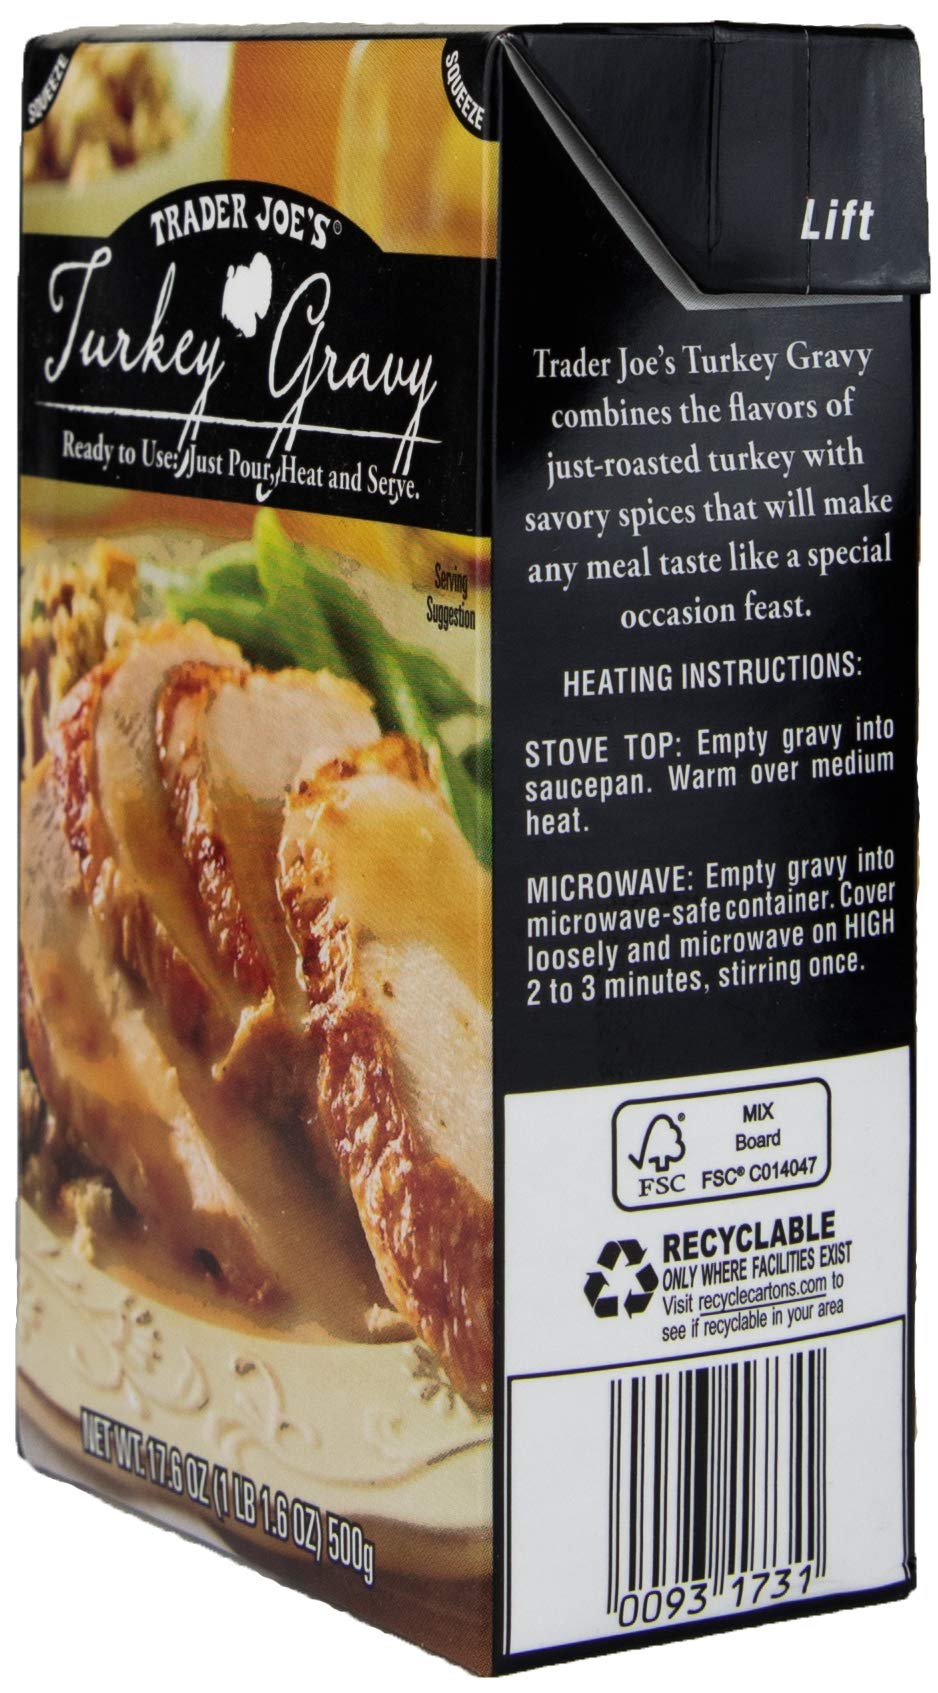 SQUEEZE
SQUEEZE
TRADER JOE'S®
Turkey Gravy
Ready to Use: Just Pour, Heat and Serve.
Serving
Suggestion
NET WT. 17.6 OZ (1 LB 1.6 OZ) 500g
Lift
Trader Joe's Turkey Gravy
combines the flavors of
just-roasted turkey with
savory spices that will make
any meal taste like a special
occasion feast.
HEATING INSTRUCTIONS:
STOVE TOP: Empty gravy into
saucepan. Warm over medium
heat.
MICROWAVE: Empty gravy into
microwave-safe container. Cover
loosely and microwave on HIGH
2 to 3 minutes, stirring once.
MIX
Board
FSC® C014047
FSC
RECYCLABLE
ONLY WHERE FACILITIES EXIST
Visit recyclecartons.com to
see if recyclable in your area
0093 1731